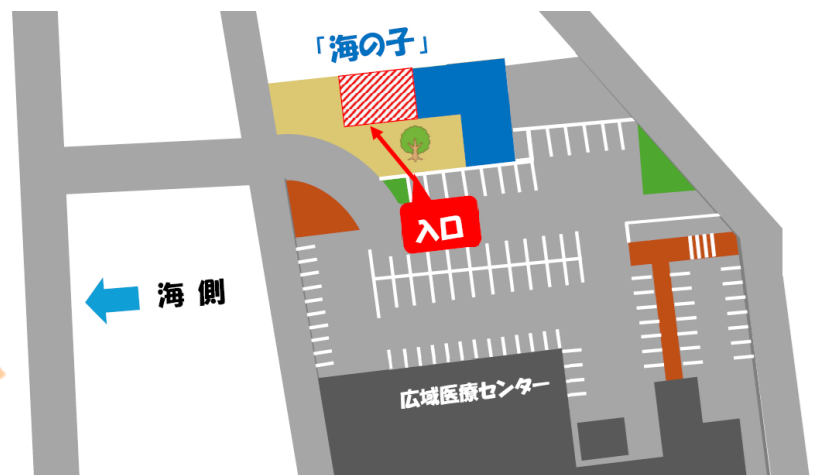 「海の子」
入口
海側
広域医療センター